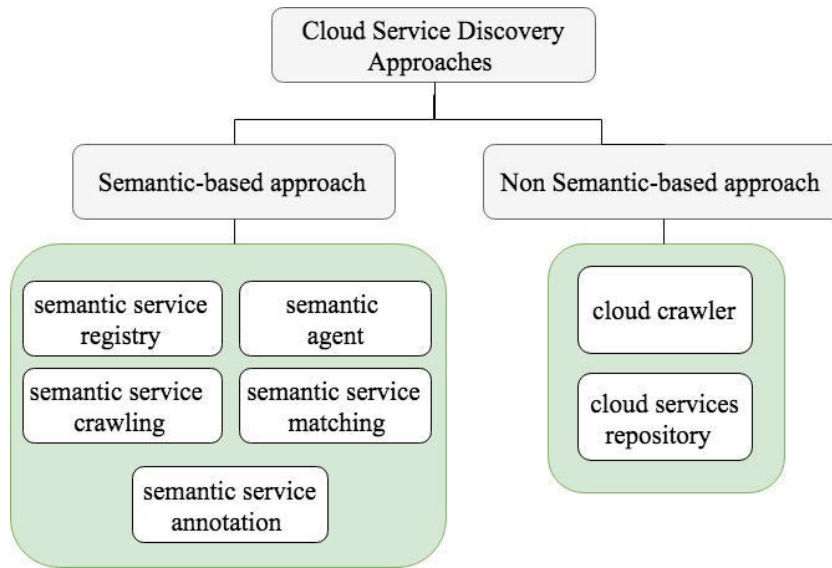 Cloud Service Discovery
Approaches
Semantic-based approach
Non Semantic-based approach
semantic service
registry
semantic
agent
semantic service
crawling
semantic service
matching
semantic service
annotation
cloud crawler
cloud services
repository